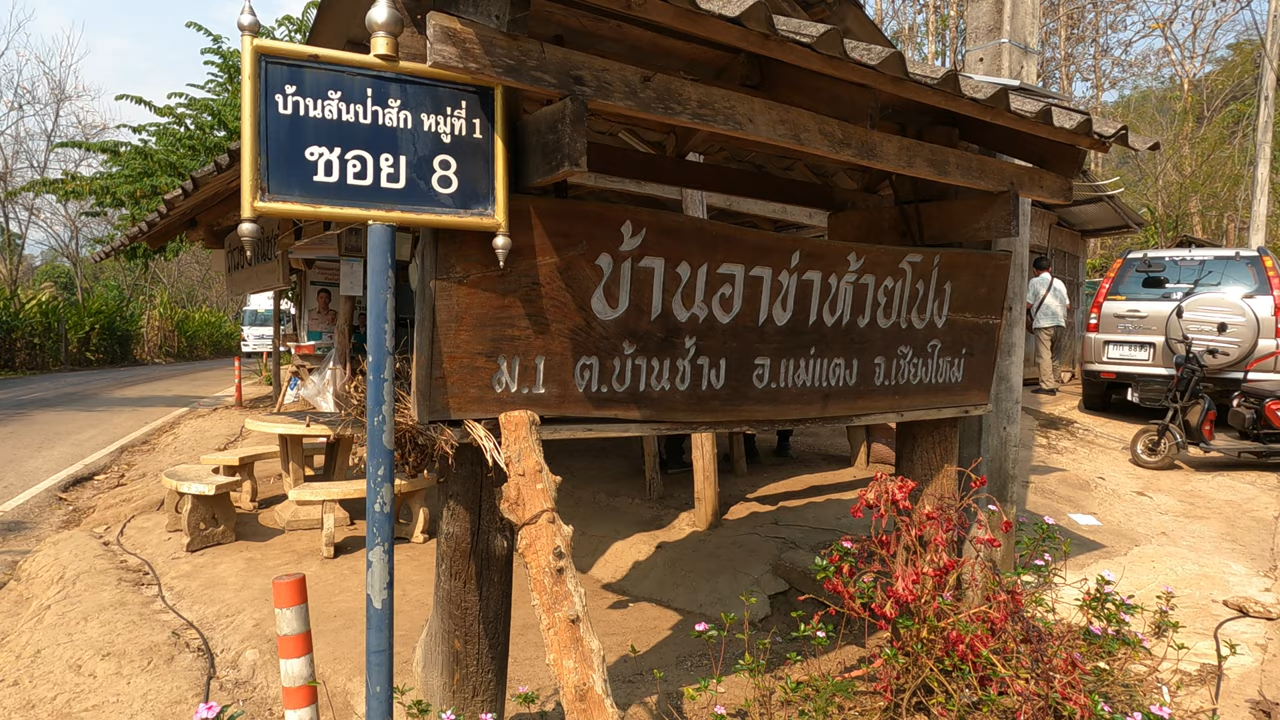 บ้านสันป่าสัก หมู่ที่ 1
ซอย 8
บ้านอาข่าห้วยโป่ง
ม.1 ต.บ้านช้าง อ.แม่แตง จ.เชียงใหม่